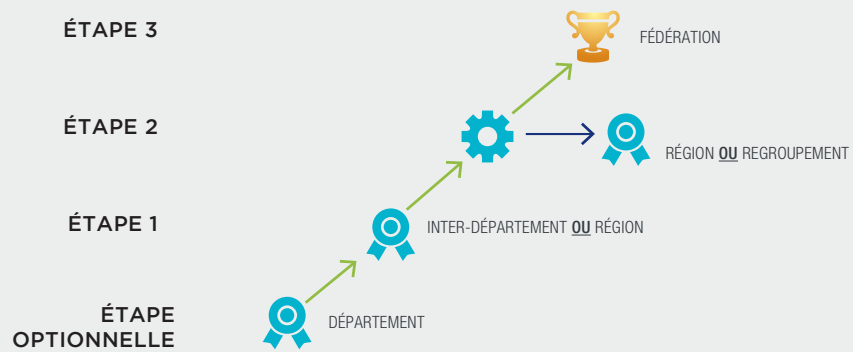 ÉTAPE 3
FÉDÉRATION
ÉTAPE 2
RÉGION OU REGROUPEMENT
ÉTAPE 1
INTER-DÉPARTEMENT OU RÉGION
ÉTAPE
OPTIONNELLE
DÉPARTEMENT